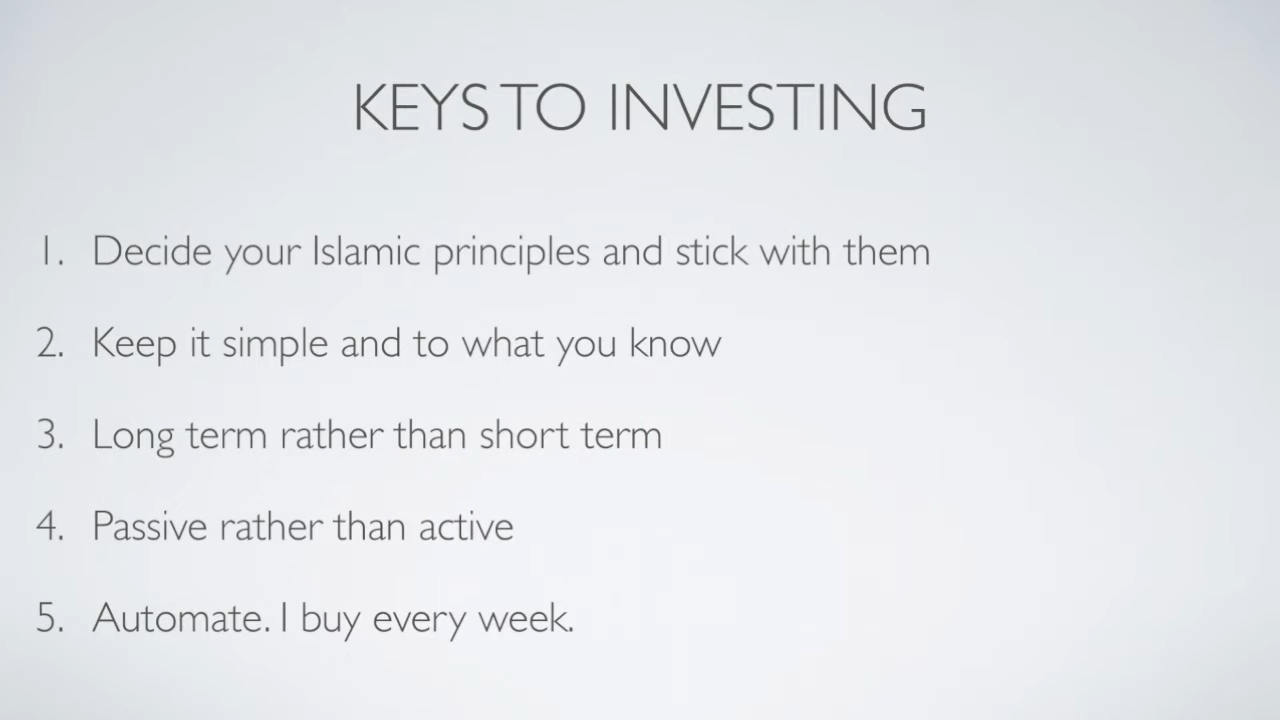 KEYS TO INVESTING
1. Decide your Islamic principles and stick with them
2. Keep it simple and to what you know
3. Long term rather than short term
4. Passive rather than active
5. Automate. I buy every week.